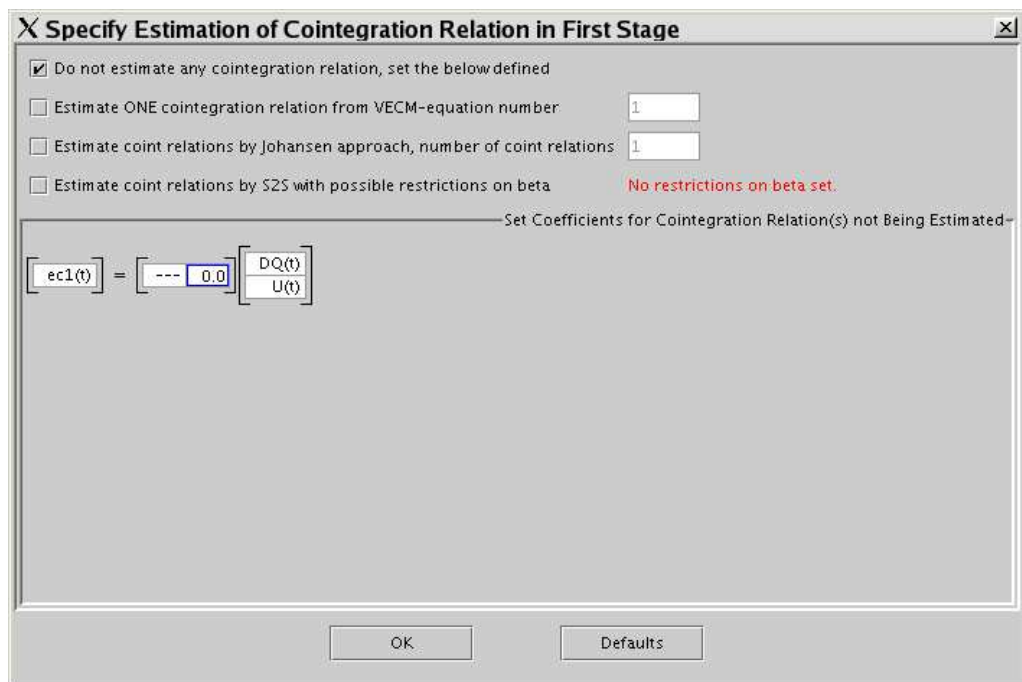 X Specify Estimation of Cointegration Relation in First Stage
Do not estimate any cointegration relation, set the below defined
Estimate ONE cointegration relation from VECM-equation number 1
Estimate coint relations by Johansen approach, number of coint relations 1
Estimate coint relations by S2S with possible restrictions on beta No restrictions on beta set.
Set Coefficients for Cointegration Relation(s) not Being Estimated
DQ(t)
ec1(t) = --- 0.0
U(t)
OK Defaults